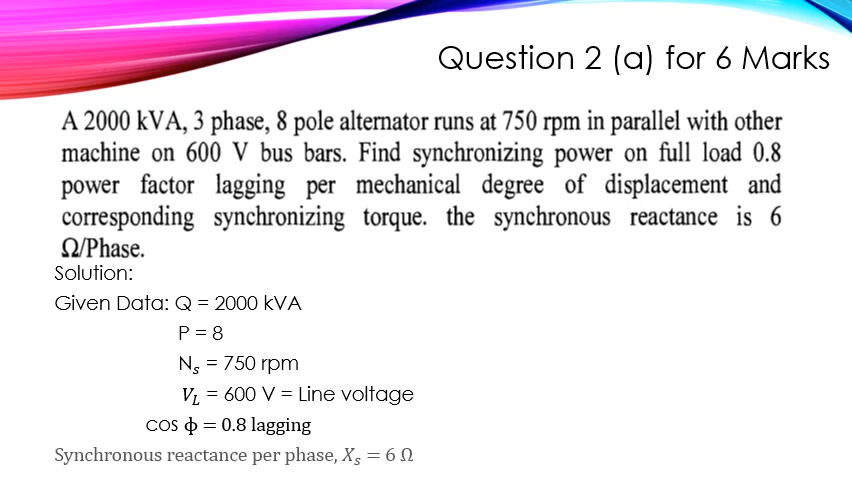 Question 2 (a) for 6 Marks
A 2000 kVA, 3 phase, 8 pole alternator runs at 750 rpm in parallel with other
machine on 600 V bus bars. Find synchronizing power on full load 0.8
power factor lagging per mechanical degree of displacement and
corresponding synchronizing torque. the synchronous reactance is 6
Ω/Phase.
Solution:
Given Data: Q = 2000 kVA
P = 8
Nₛ = 750 rpm
V_L = 600 V = Line voltage
cos ф = 0.8 lagging
Synchronous reactance per phase, Xₛ = 6 Ω